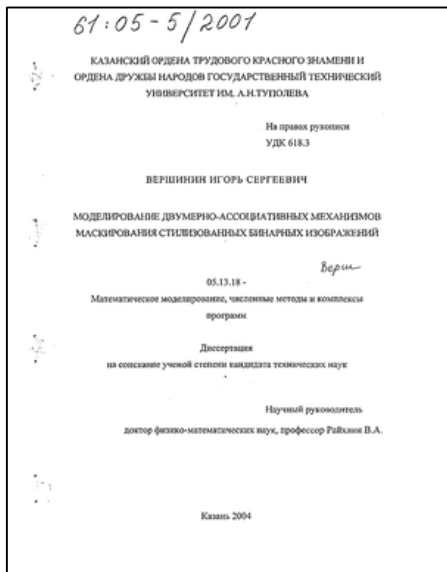 61:05-5/2001
КАЗАНСКИЙ ОРДЕНА ТРУДОВОГО КРАСНОГО ЗНАМЕНИ И
ОРДЕНА ДРУЖБЫ НАРОДОВ ГОСУДАРСТВЕННЫЙ ТЕХНИЧЕСКИЙ
УНИВЕРСИТЕТ ИМ. А.Н.ТУПОЛЕВА
На правах рукописи
УДК 618.3
ВЕРШИНИН ИГОРЬ СЕРГЕЕВИЧ
МОДЕЛИРОВАНИЕ ДВУМЕРНО-АССОЦИАТИВНЫХ МЕХАНИЗМОВ
МАСКИРОВАНИЯ СТИЛИЗОВАННЫХ БИНАРНЫХ ИЗОБРАЖЕНИЙ
Верш
05.13.18 -
Математическое моделирование, численные методы и комплексы
программ
Диссертация
на соискание ученой степени кандидата технических наук
Научный руководитель
доктор физико-математических наук, профессор Райхлин В.А.
Казань 2004